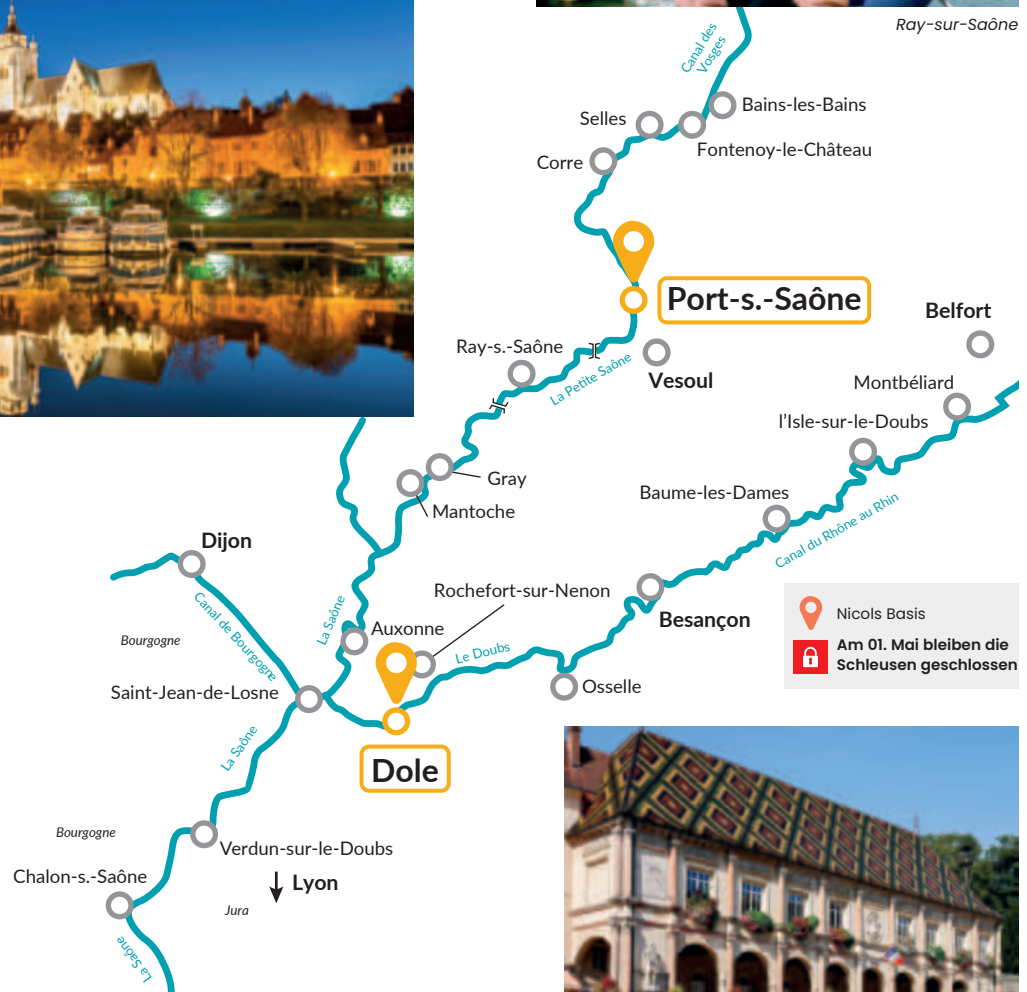 Ray-sur-Saône
Canal des
Vosges
Bains-les-Bains
Selles
Fontenoy-le-Château
Corre
Port-s.-Saône
Belfort
Ray-s.-Saône
La Petite Saône
Vesoul
Montbéliard
l'Isle-sur-le-Doubs
Gray
Baume-les-Dames
Mantoche
Canal du Rhône au Rhin
Dijon
Rochefort-sur-Nenon
Canal de Bourgogne
La Saône
Nicols Basis
Besançon
Auxonne
Bourgogne
Am 01. Mai bleiben die
Schleusen geschlossen
Le Doubs
Saint-Jean-de-Losne
Osselle
La Saône
Dole
Bourgogne
Verdun-sur-le-Doubs
Chalon-s.-Saône
Lyon
Jura
La Saône